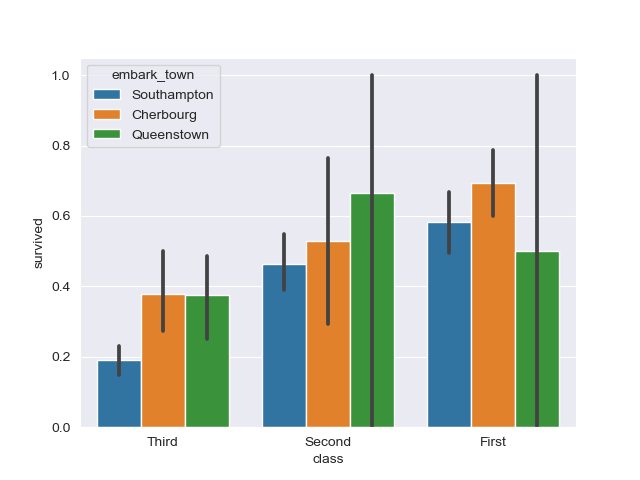 embark_town
Southampton
Cherbourg
Queenstown
1.0
0.8
0.6
0.4
0.2
0.0
survived
Third Second First
class